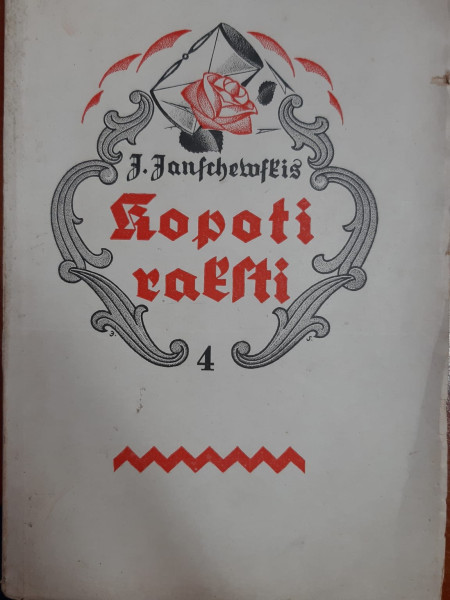 J. Janſchewſkis
Kopoti
rakſti
4